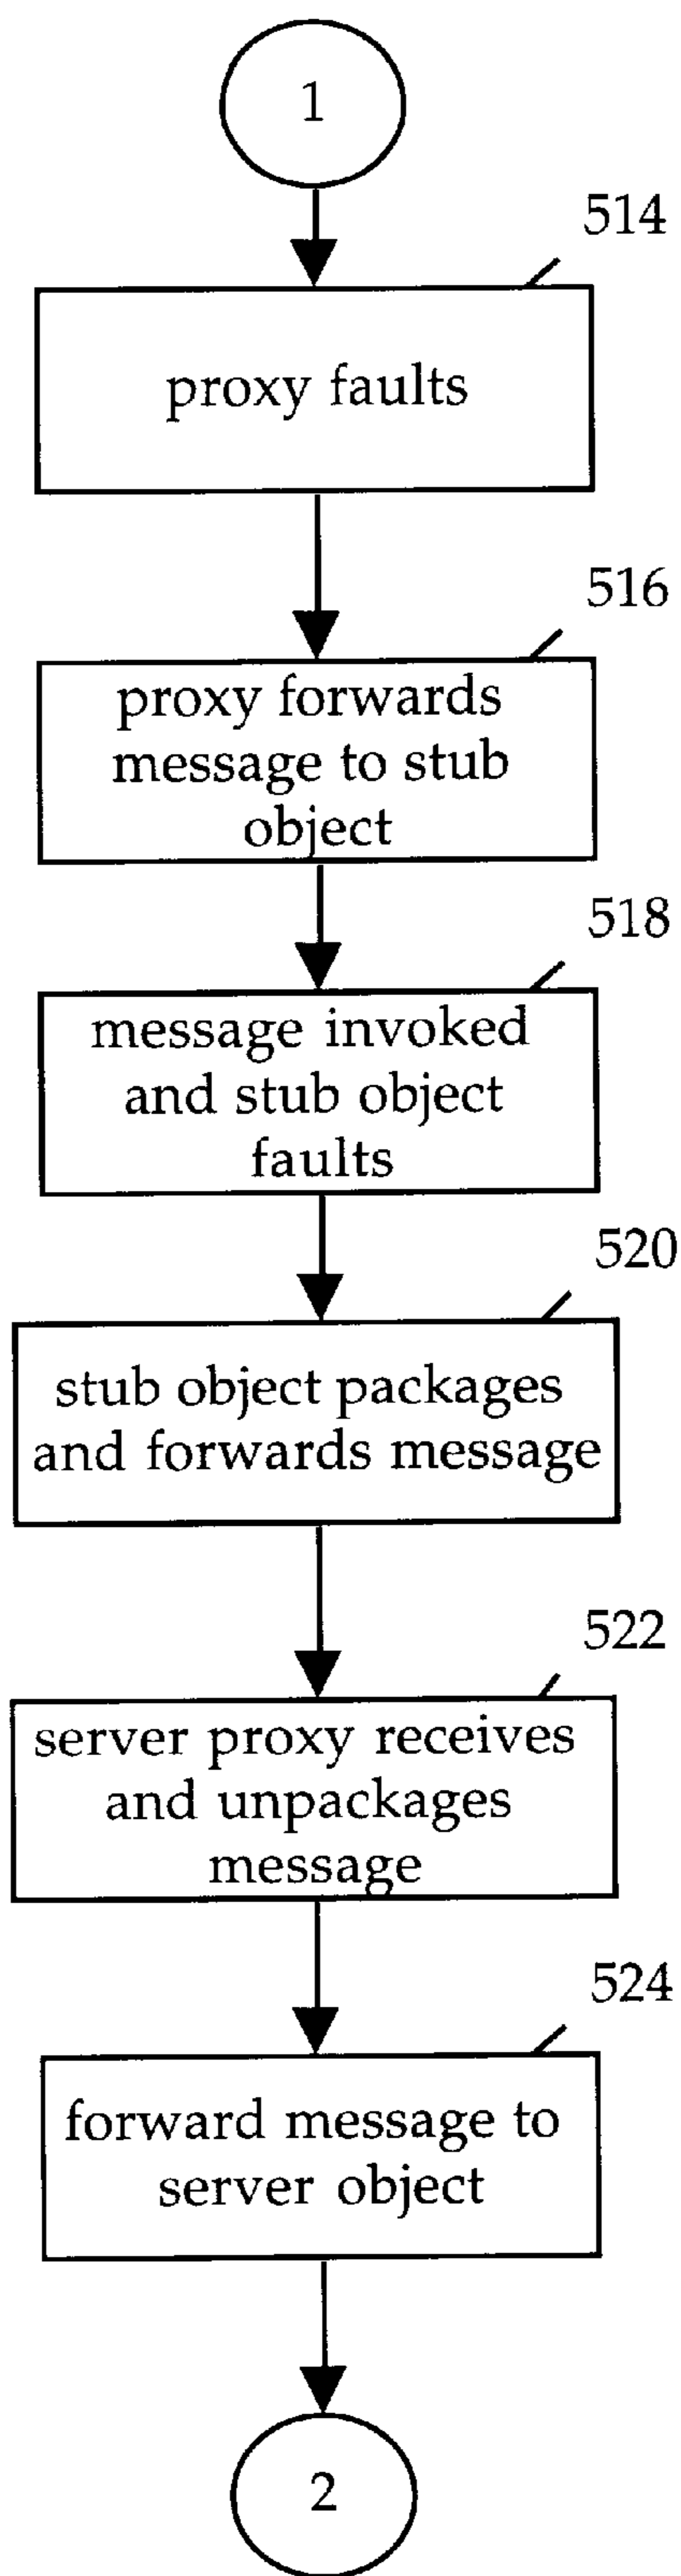 1
514
proxy faults
516
proxy forwards
message to stub
object
518
message invoked
and stub object
faults
520
stub object packages
and forwards message
522
server proxy receives
and unpackages
message
524
forward message to
server object
2